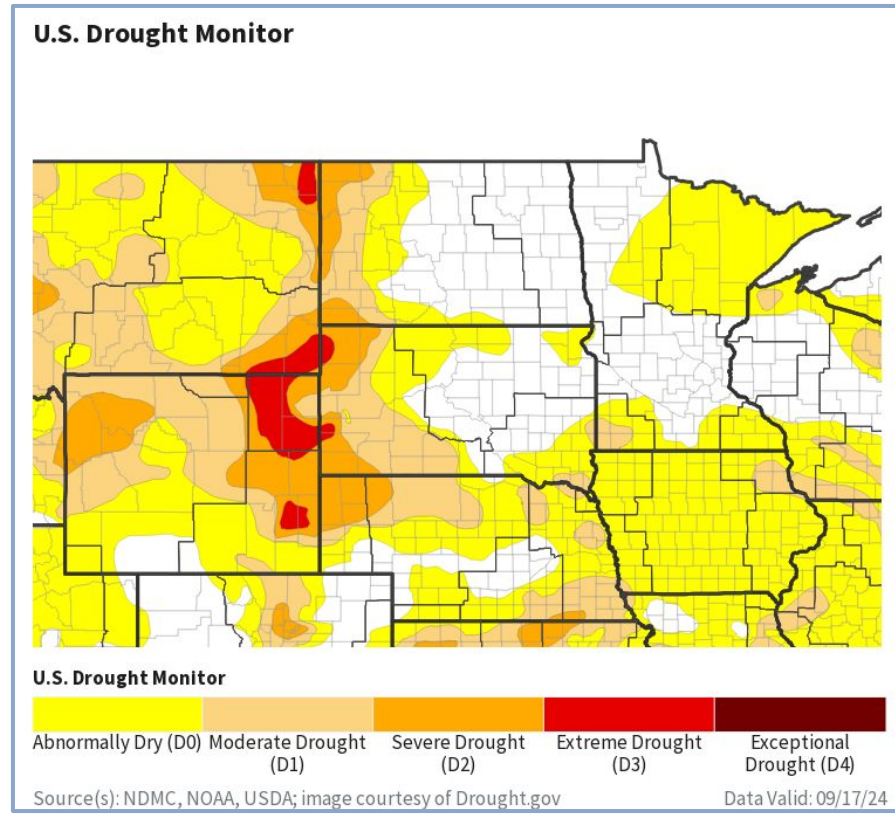 U.S. Drought Monitor
U.S. Drought Monitor
Abnormally Dry (D0)
Moderate Drought
(D1)
Severe Drought
(D2)
Extreme Drought
(D3)
Exceptional
Drought (D4)
Source(s): NDMC, NOAA, USDA; image courtesy of Drought.gov
Data Valid: 09/17/24